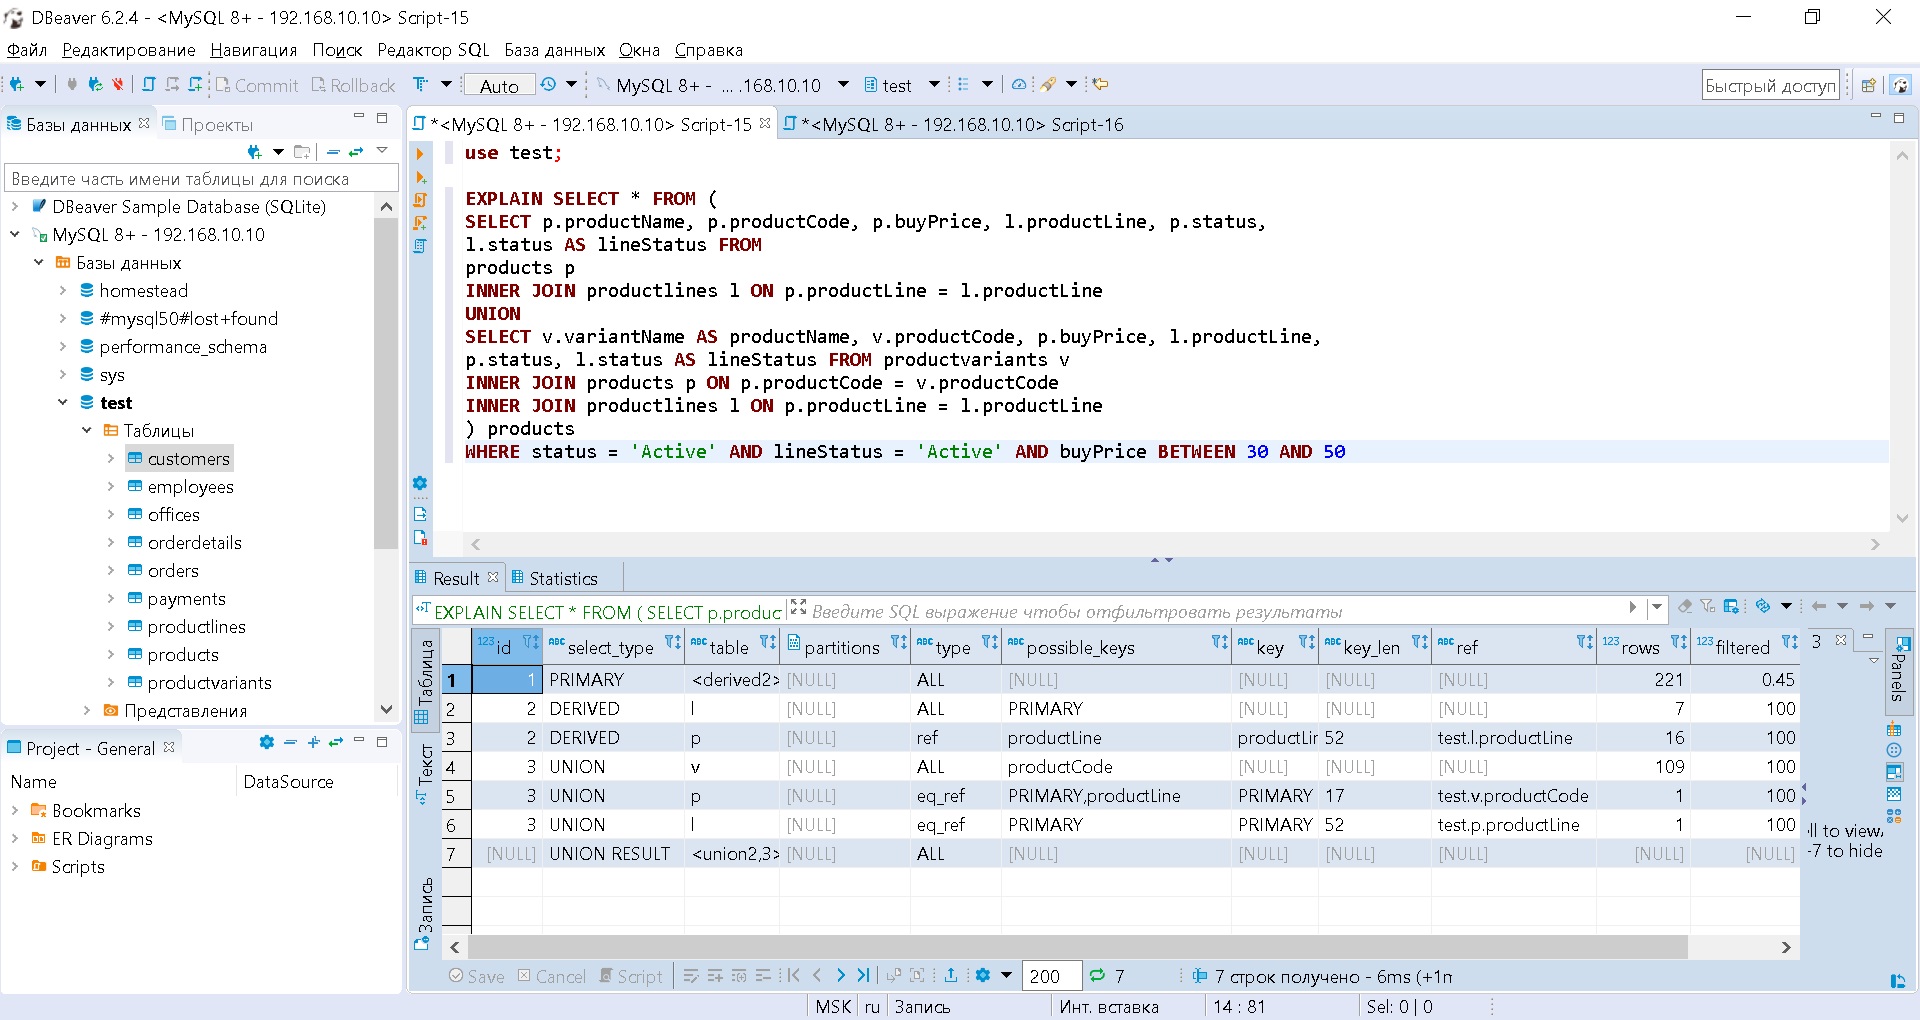 DBeaver 6.2.4 - <MySQL 8+ - 192.168.10.10> Script-15
Файл Редактирование Навигация Поиск Редактор SQL База данных Окна Справка
Commit Rollback Auto MySQL 8+ - ... .168.10.10 test Быстрый доступ
Базы данных Проекты
Введите часть имени таблицы для поиска
DBeaver Sample Database (SQLite)
MySQL 8+ - 192.168.10.10
Базы данных
homestead
#mysql50#lost+found
performance_schema
sys
test
Таблицы
customers
employees
offices
orderdetails
orders
payments
productlines
products
productvariants
Представления
Project - General
Name DataSource
Bookmarks
ER Diagrams
Scripts
*<MySQL 8+ - 192.168.10.10> Script-15 *<MySQL 8+ - 192.168.10.10> Script-16
use test;
EXPLAIN SELECT * FROM (
SELECT p.productName, p.productCode, p.buyPrice, l.productLine, p.status,
l.status AS lineStatus FROM
products p
INNER JOIN productlines l ON p.productLine = l.productLine
UNION
SELECT v.variantName AS productName, v.productCode, p.buyPrice, l.productLine,
p.status, l.status AS lineStatus FROM productvariants v
INNER JOIN products p ON p.productCode = v.productCode
INNER JOIN productlines l ON p.productLine = l.productLine
) products
WHERE status = 'Active' AND lineStatus = 'Active' AND buyPrice BETWEEN 30 AND 50
Result Statistics
EXPLAIN SELECT * FROM ( SELECT p.produc Введите SQL выражение чтобы отфильтровать результаты
Таблица
Текст
Запись
123 id ABC select_type ABC table partitions ABC type ABC possible_keys ABC key ABC key_len ABC ref 123 rows 123 filtered
1 1 PRIMARY <derived2> [NULL] ALL [NULL] [NULL] [NULL] [NULL] 221 0.45
2 2 DERIVED l [NULL] ALL PRIMARY [NULL] [NULL] [NULL] 7 100
3 2 DERIVED p [NULL] ref productLine productLir 52 test.l.productLine 16 100
4 3 UNION v [NULL] ALL productCode [NULL] [NULL] [NULL] 109 100
5 3 UNION p [NULL] eq_ref PRIMARY,productLine PRIMARY 17 test.v.productCode 1 100
6 3 UNION l [NULL] eq_ref PRIMARY PRIMARY 52 test.p.productLine 1 100
7 [NULL] UNION RESULT <union2,3> [NULL] ALL [NULL] [NULL] [NULL] [NULL] [NULL] [NULL]
3
Panels
ll to view,
-7 to hide
Save Cancel Script 200 7 7 строк получено - 6ms (+1m
MSK ru Запись Инт. вставка 14 : 81 Sel: 0 | 0